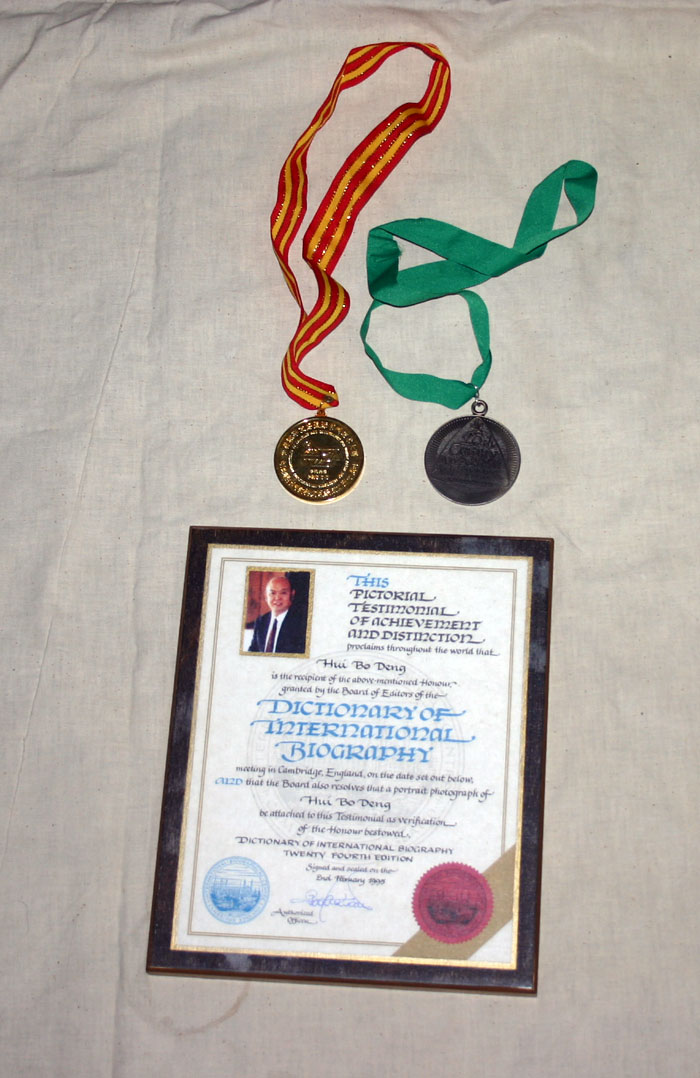 THIS
PICTORIAL
TESTIMONIAL
OF ACHIEVEMENT
AND DISTINCTION
proclaims throughout the world that
Hui Bo Deng
is the recipient of the above-mentioned Honour,
granted by the Board of Editors of the
DICTIONARY OF
INTERNATIONAL
BIOGRAPHY
meeting in Cambridge, England, on the date set out below,
AND that the Board also resolves that a portrait photograph of
Hui Bo Deng
be attached to this Testimonial as verification
of the Honour bestowed.
DICTIONARY OF INTERNATIONAL BIOGRAPHY
TWENTY FOURTH EDITION
Signed and sealed on the
2nd February 1995
Authorized
Officer